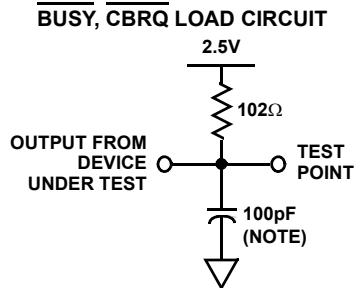 BUSY, CBRQ LOAD CIRCUIT
2.5V
102Ω
OUTPUT FROM
DEVICE
UNDER TEST
TEST
POINT
100pF
(NOTE)